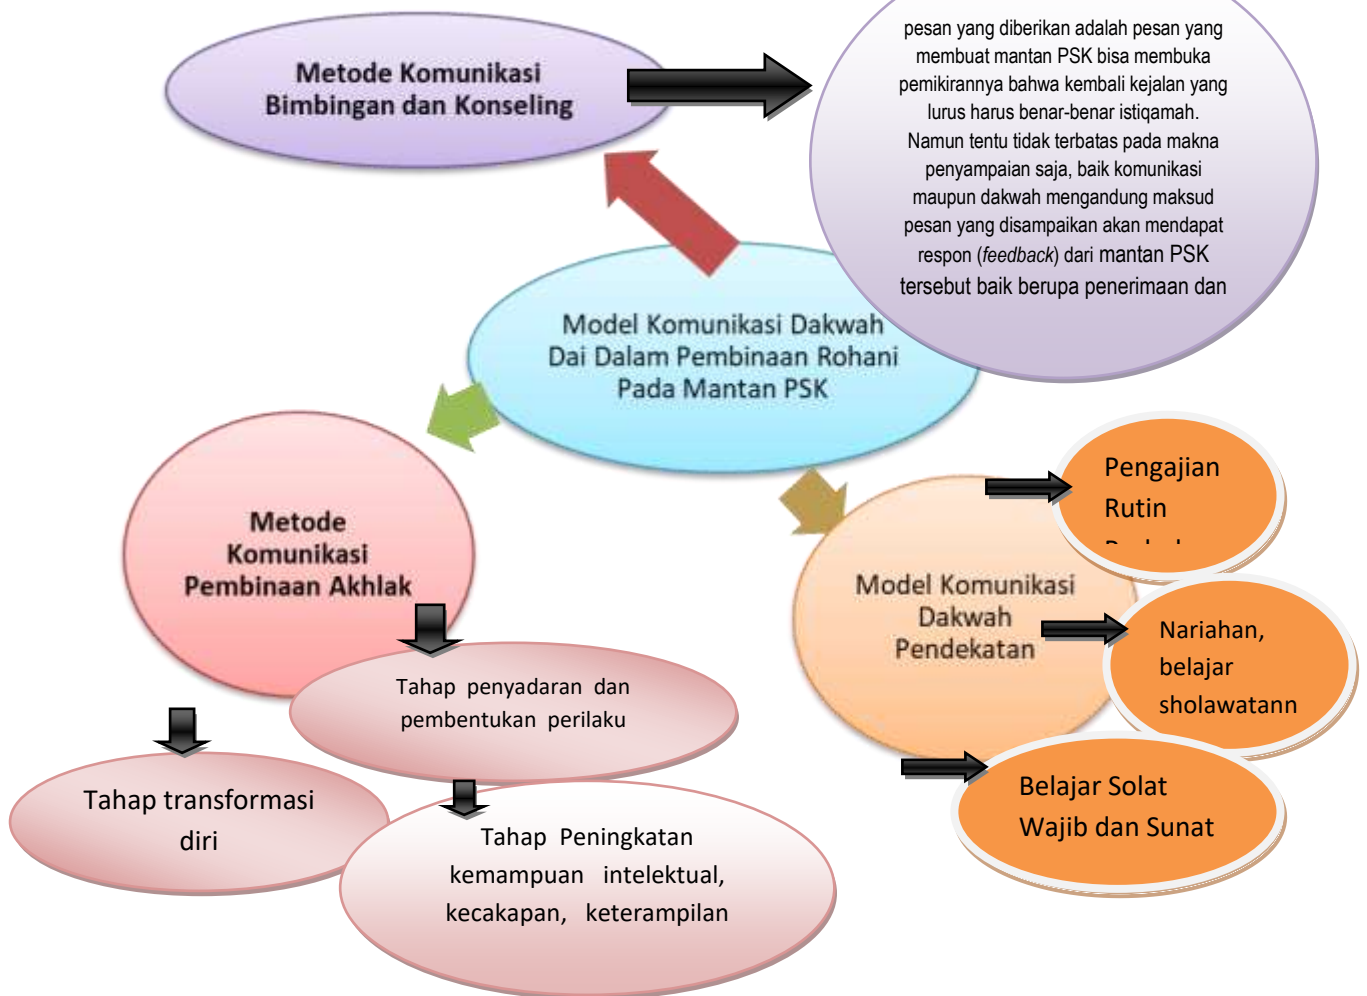 Metode Komunikasi
Bimbingan dan Konseling
pesan yang diberikan adalah pesan yang
membuat mantan PSK bisa membuka
pemikirannya bahwa kembali kejalan yang
lurus harus benar-benar istiqamah.
Namun tentu tidak terbatas pada makna
penyampaian saja, baik komunikasi
maupun dakwah mengandung maksud
pesan yang disampaikan akan mendapat
respon (feedback) dari mantan PSK
tersebut baik berupa penerimaan dan
Model Komunikasi Dakwah
Dai Dalam Pembinaan Rohani
Pada Mantan PSK
Metode
Komunikasi
Pembinaan Akhlak
Tahap penyadaran dan
pembentukan perilaku
Tahap transformasi
diri
Tahap Peningkatan
kemampuan intelektual,
kecakapan, keterampilan
Model Komunikasi
Dakwah
Pendekatan
Pengajian
Rutin
Nariahan,
belajar
sholawatann
Belajar Solat
Wajib dan Sunat